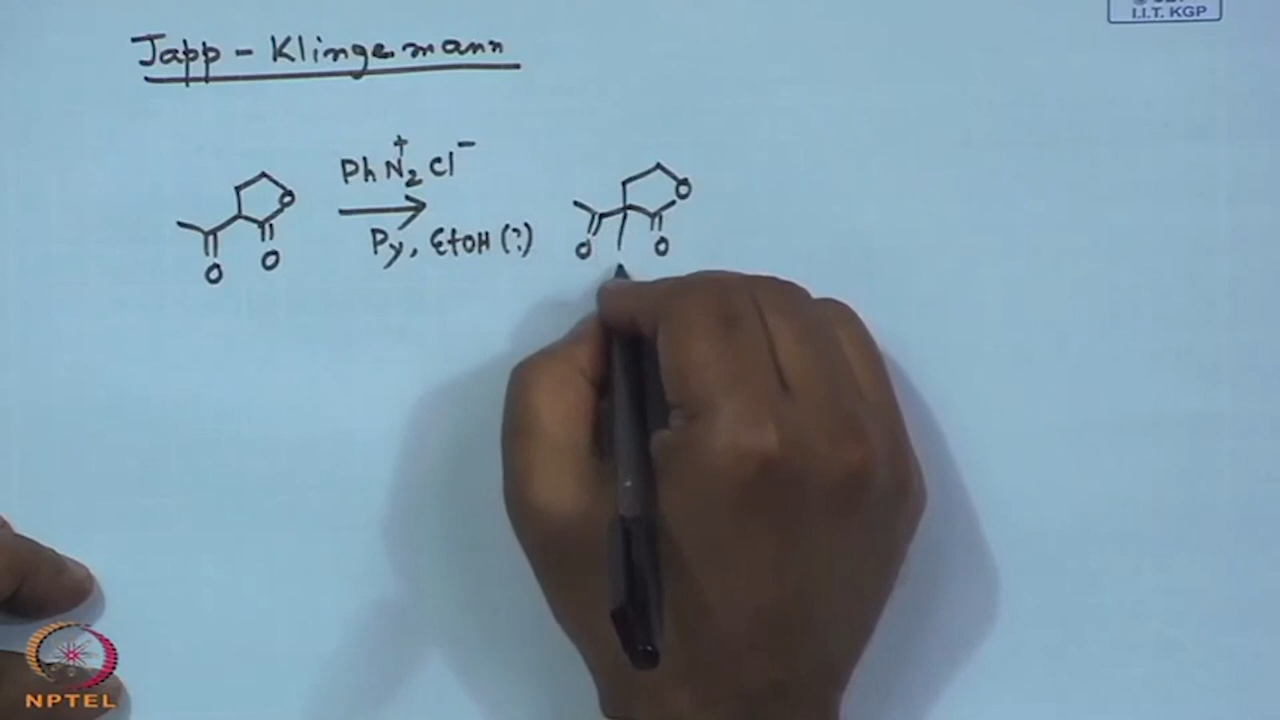 I.I.T. KGP
Japp - Klingemann
PhN₂⁺Cl⁻
Py, EtOH (?)
O
O
O
O
O
O
NPTEL